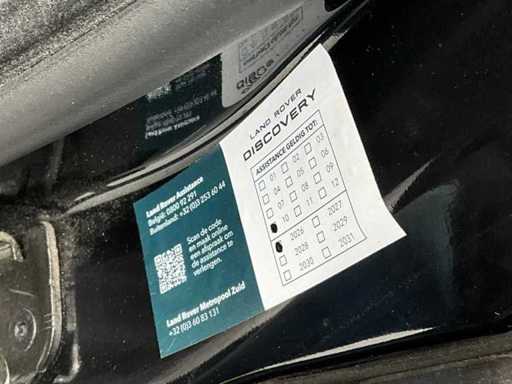 Land Rover Assistance
België: 0800 92 291
Buitenland: +32 (0)3 253 60 44
Scan de code
en maak online
een afspraak om
de assistance te
verlengen.
Land Rover Metropool Zuid
+32 (0)3 60 83 131
LAND ROVER
DISCOVERY
ASSISTANCE GELDIG TOT:
01 02 03
04 05 06
07 08 09
10 11 12
2026 2027
2028 2029
2030 2031